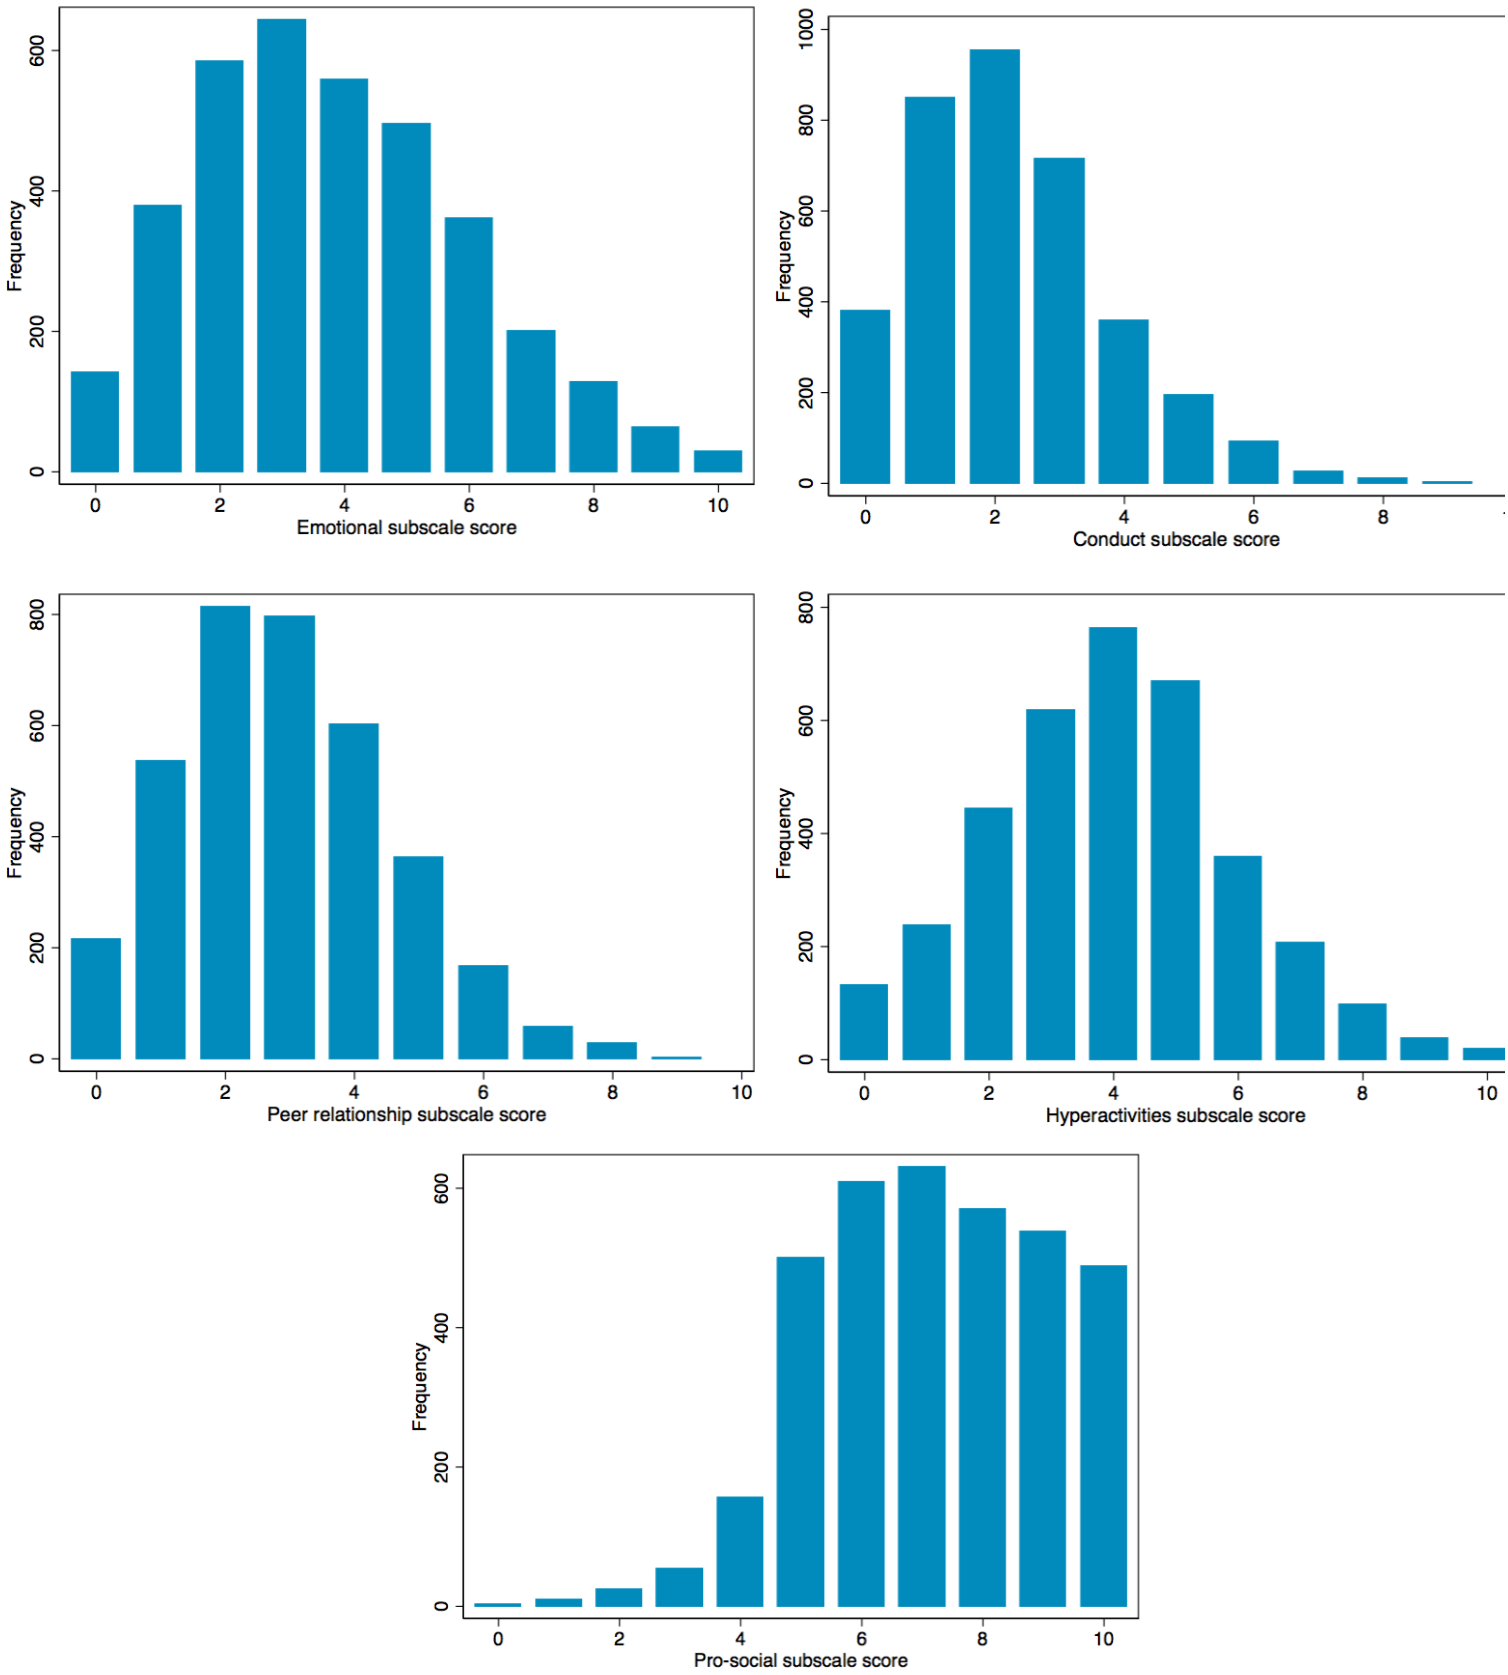 Frequency
0 200 400 600
0 2 4 6 8 10
Emotional subscale score
Frequency
0 200 400 600 800 1000
0 2 4 6 8
Conduct subscale score
Frequency
0 200 400 600 800
0 2 4 6 8 10
Peer relationship subscale score
Frequency
0 200 400 600 800
0 2 4 6 8 10
Hyperactivities subscale score
Frequency
0 200 400 600
0 2 4 6 8 10
Pro-social subscale score